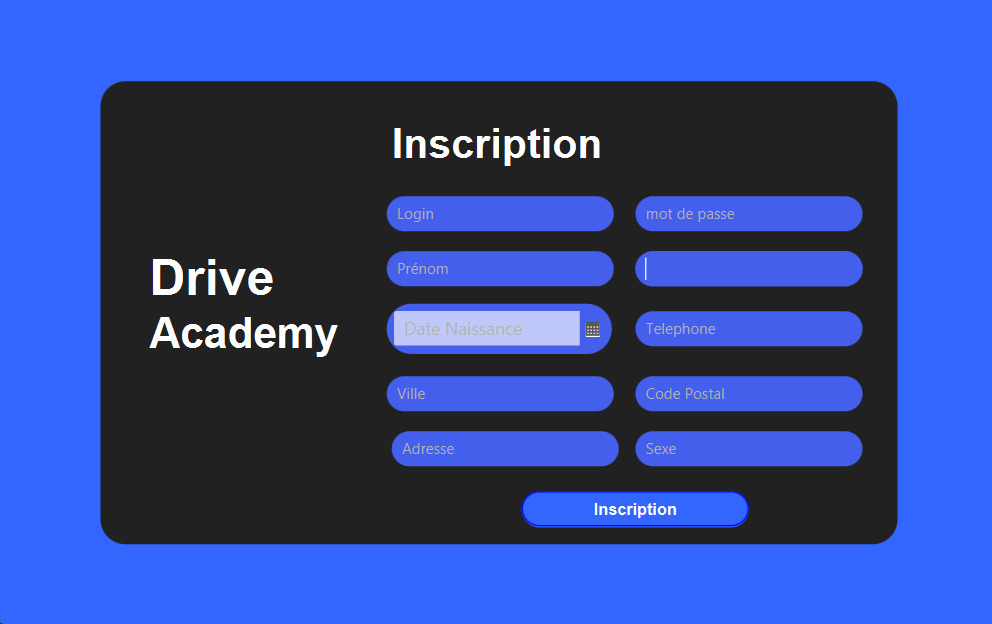 Inscription
Drive
Academy
Login
mot de passe
Prénom
Date Naissance
Telephone
Ville
Code Postal
Adresse
Sexe
Inscription